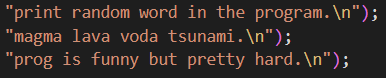 "print random word in the program.\n");
"magma lava voda tsunami.\n");
"prog is funny but pretty hard.\n");